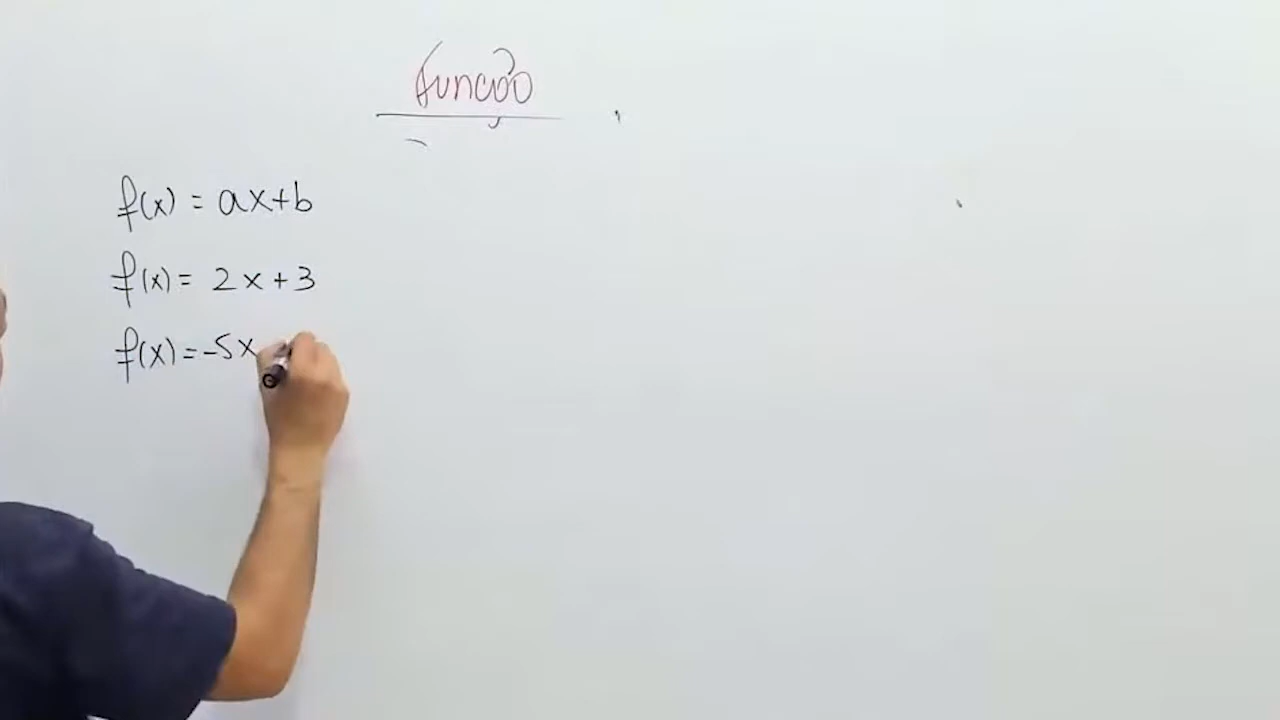 Função
f(x) = ax+b
f(x) = 2x+3
f(x) = -5x